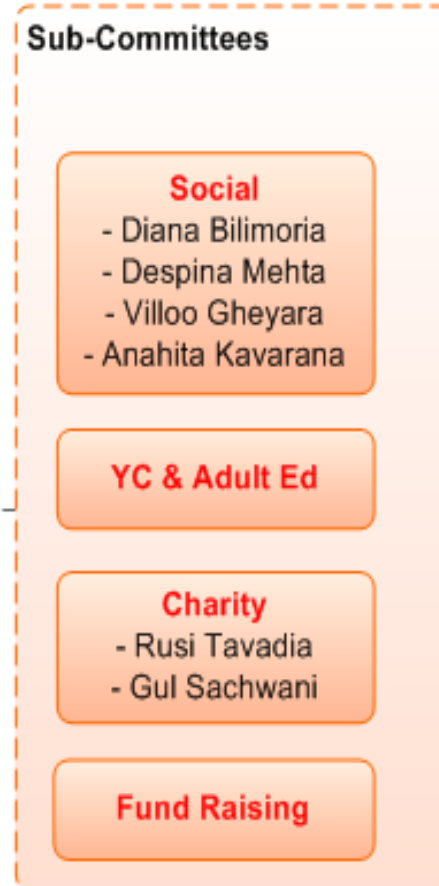 Sub-Committees
Social
- Diana Bilimoria
- Despina Mehta
- Villoo Gheyara
- Anahita Kavarana
YC & Adult Ed
Charity
- Rusi Tavadia
- Gul Sachwani
Fund Raising